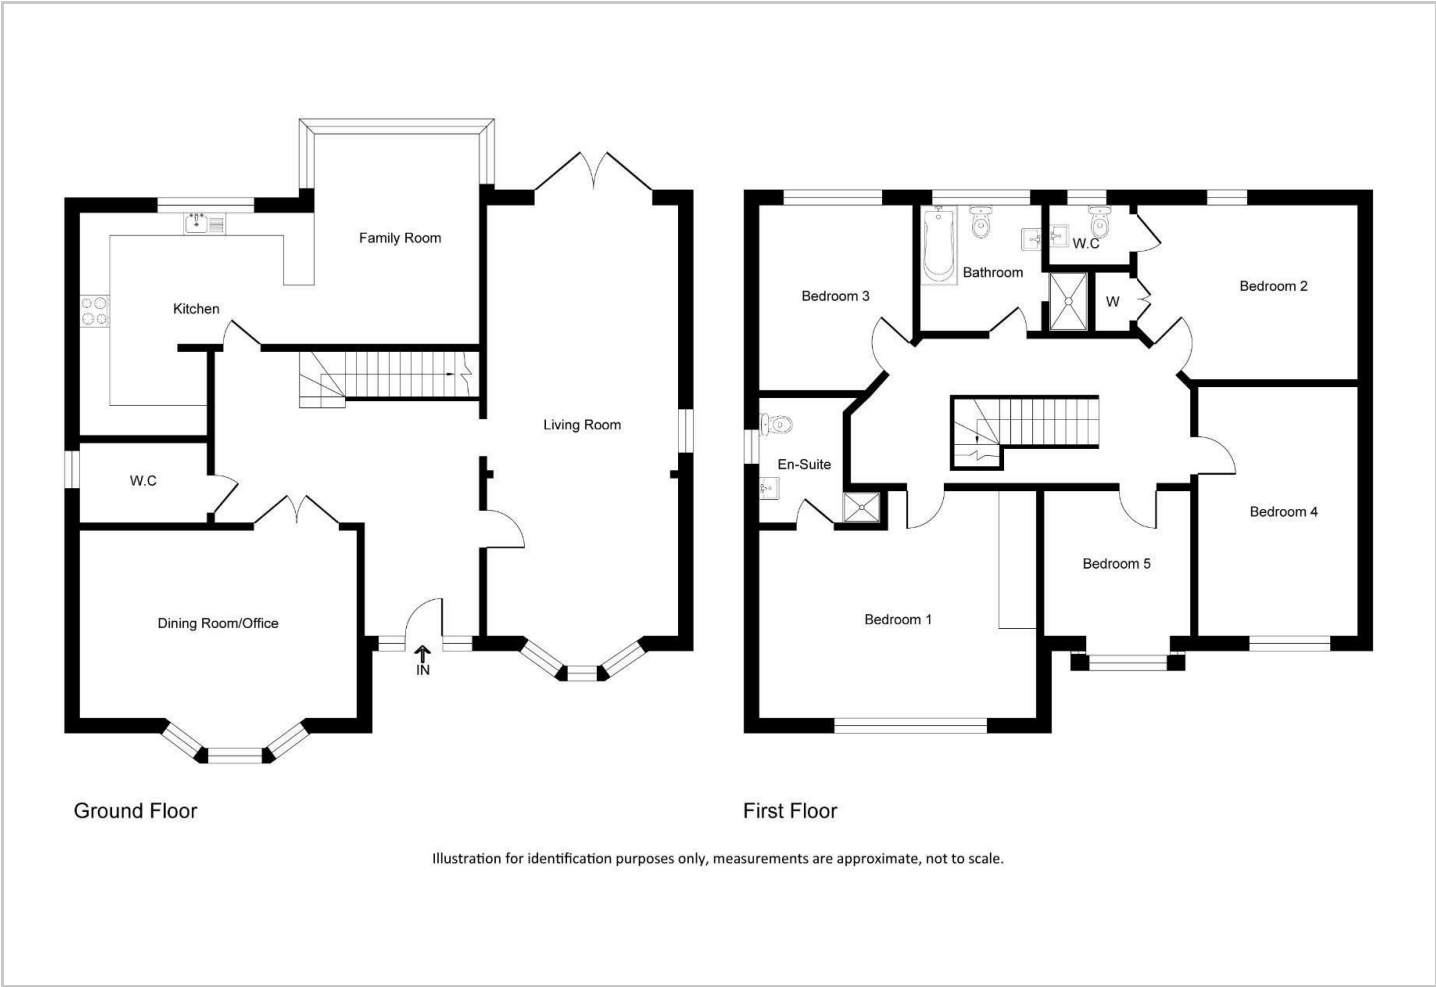 Family Room
Kitchen
Living Room
W.C
Dining Room/Office
IN
Ground Floor
W.C
Bathroom
Bedroom 2
Bedroom 3
W
En-Suite
Bedroom 4
Bedroom 5
Bedroom 1
First Floor
Illustration for identification purposes only, measurements are approximate, not to scale.